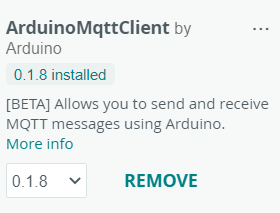 ArduinoMqttClient by
Arduino
0.1.8 installed
[BETA] Allows you to send and receive
MQTT messages using Arduino.
More info
0.1.8
REMOVE